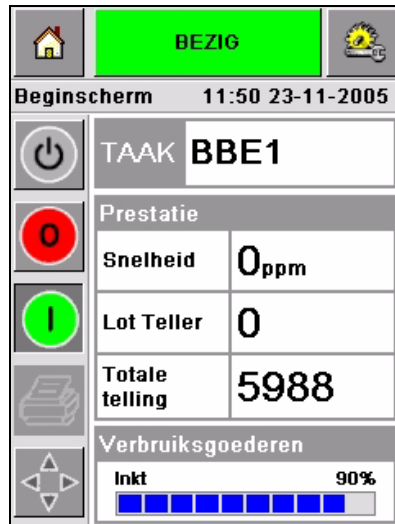 BEZIG
Beginscherm 11:50 23-11-2005
TAAK BBE1
O
Prestatie
Snelheid 0ppm
I
Lot Teller 0
Totale
telling 5988
Verbruiksgoederen
Inkt 90%